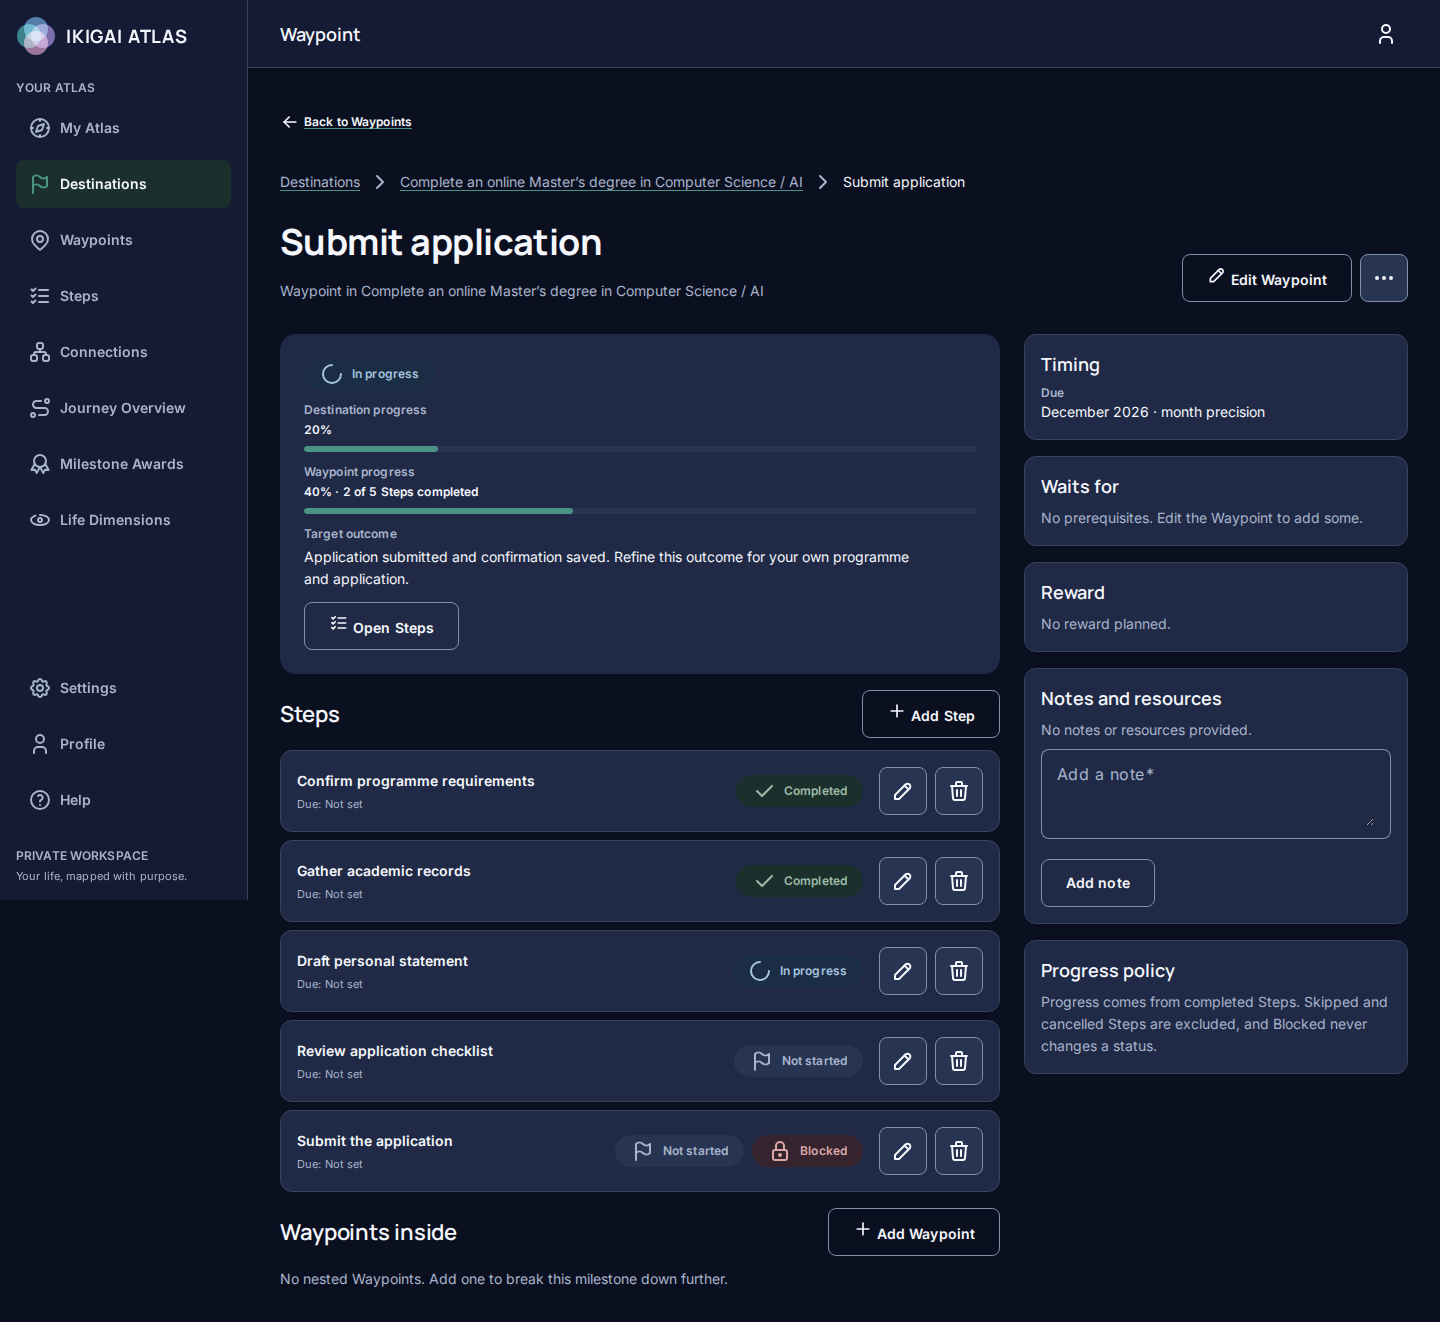 IKIGAI ATLAS
YOUR ATLAS
My Atlas
Destinations
Waypoints
Steps
Connections
Journey Overview
Milestone Awards
Life Dimensions
Settings
Profile
Help
PRIVATE WORKSPACE
Your life, mapped with purpose.
Waypoint
Back to Waypoints
Destinations
Complete an online Master’s degree in Computer Science / AI
Submit application
Submit application
Waypoint in Complete an online Master’s degree in Computer Science / AI
Edit Waypoint
In progress
Destination progress
20%
Waypoint progress
40% · 2 of 5 Steps completed
Target outcome
Application submitted and confirmation saved. Refine this outcome for your own programme
and application.
Open Steps
Steps
Add Step
Confirm programme requirements
Due: Not set
Completed
Gather academic records
Due: Not set
Completed
Draft personal statement
Due: Not set
In progress
Review application checklist
Due: Not set
Not started
Submit the application
Due: Not set
Not started
Blocked
Waypoints inside
Add Waypoint
No nested Waypoints. Add one to break this milestone down further.
Timing
Due
December 2026 · month precision
Waits for
No prerequisites. Edit the Waypoint to add some.
Reward
No reward planned.
Notes and resources
No notes or resources provided.
Add a note*
Add note
Progress policy
Progress comes from completed Steps. Skipped and
cancelled Steps are excluded, and Blocked never
changes a status.